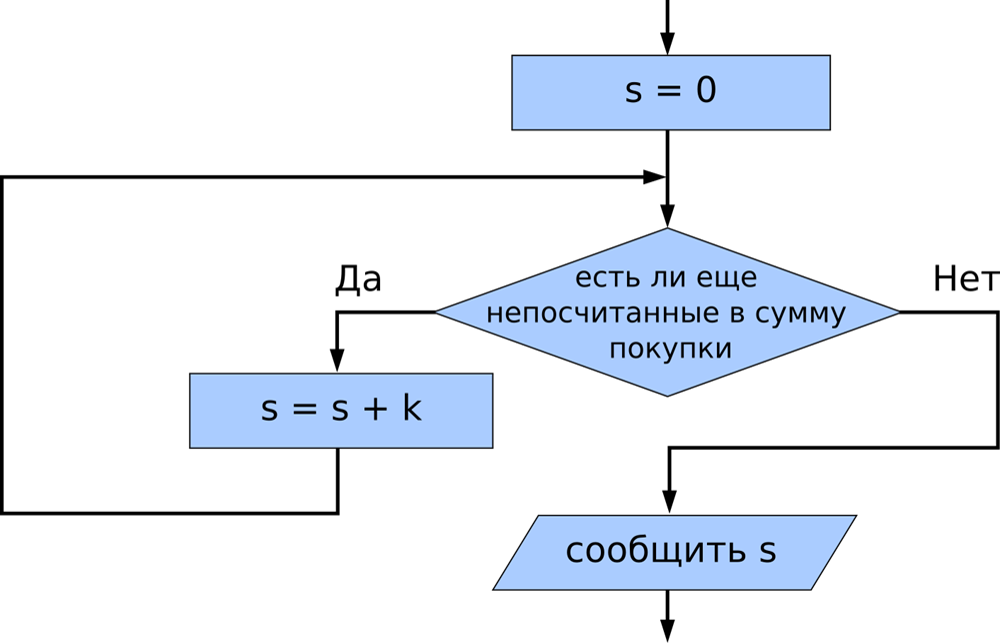 s = 0
Да
Нет
есть ли еще
непосчитанные в сумму
покупки
s = s + k
сообщить s